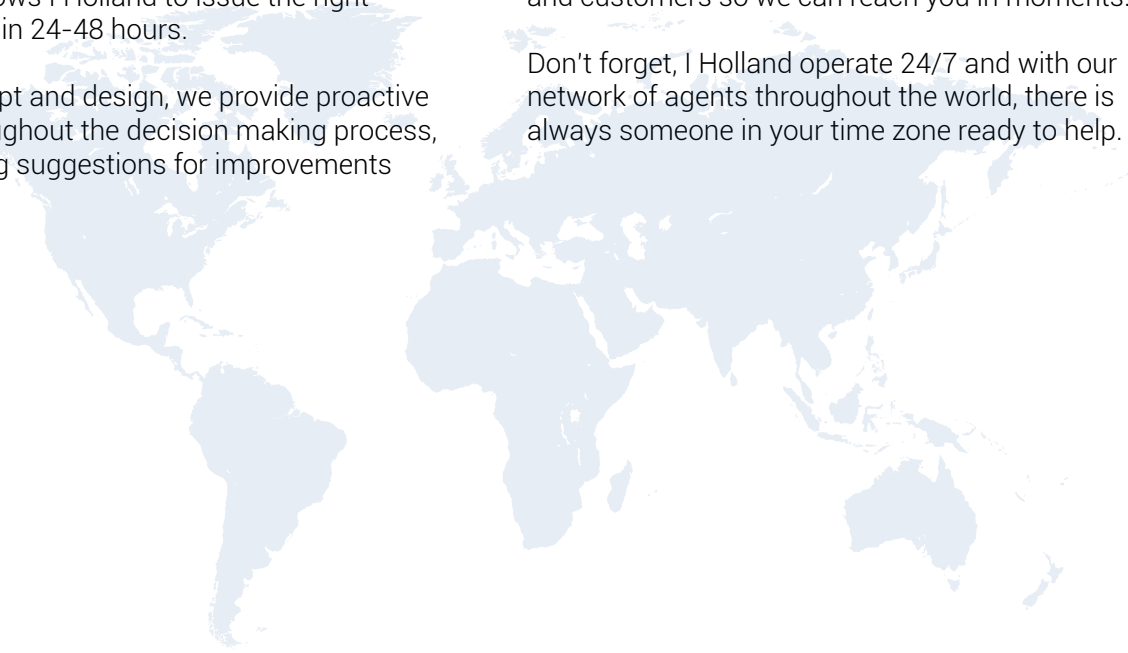 ows I Holland to issue the right
in 24-48 hours.
pt and design, we provide proactive
ughout the decision making process,
g suggestions for improvements
and customers so we can reach you in moments.
Don't forget, I Holland operate 24/7 and with our
network of agents throughout the world, there is
always someone in your time zone ready to help.